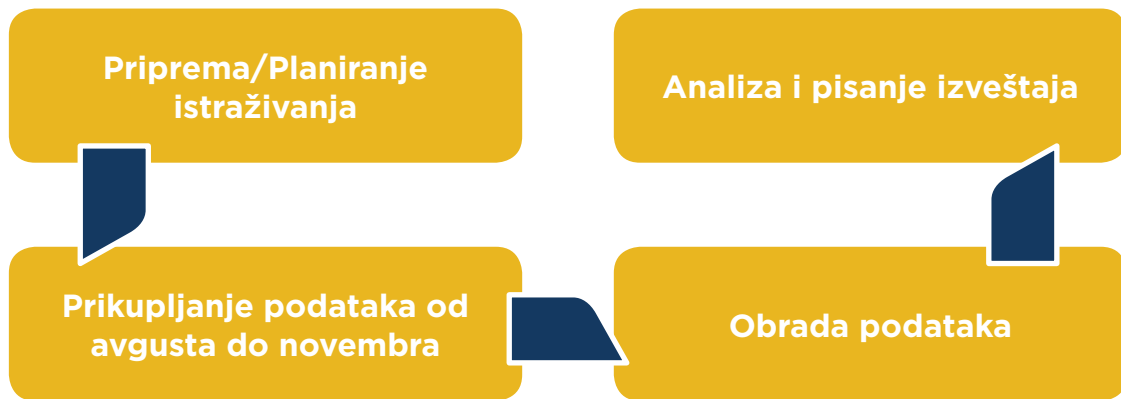 Priprema/Planiranje
istraživanja
Prikupljanje podataka od
avgusta do novembra
Obrada podataka
Analiza i pisanje izveštaja